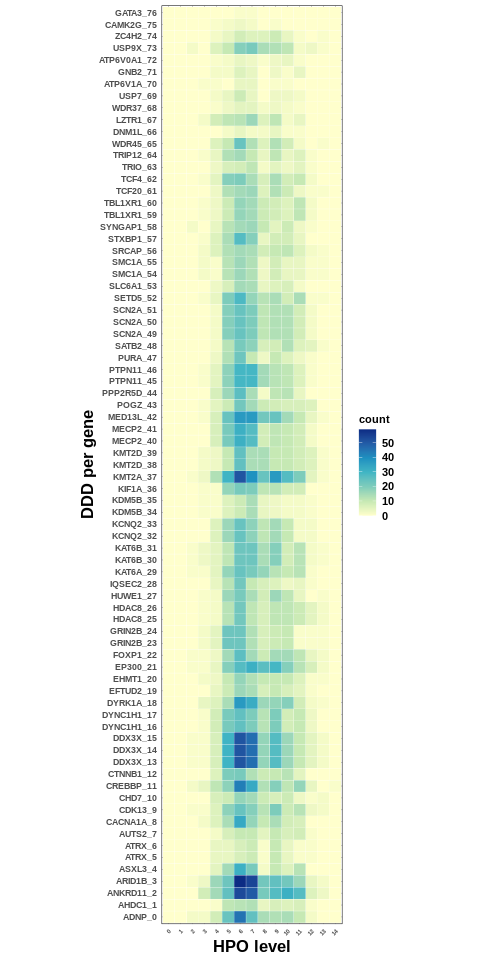 GATA3_76
CAMK2G_75
ZC4H2_74
USP9X_73
ATP6V0A1_72
GNB2_71
ATP6V1A_70
USP7_69
WDR37_68
LZTR1_67
DNM1L_66
WDR45_65
TRIP12_64
TRIO_63
TCF4_62
TCF20_61
TBL1XR1_60
TBL1XR1_59
SYNGAP1_58
STXBP1_57
SRCAP_56
SMC1A_55
SMC1A_54
SLC6A1_53
SETD5_52
SCN2A_51
SCN2A_50
SCN2A_49
SATB2_48
PURA_47
PTPN11_46
PTPN11_45
PPP2R5D_44
POGZ_43
MED13L_42
MECP2_41
MECP2_40
KMT2D_39
KMT2D_38
KMT2A_37
KIF1A_36
KDM5B_35
KDM5B_34
KCNQ2_33
KCNQ2_32
KAT6B_31
KAT6B_30
KAT6A_29
IQSEC2_28
HUWE1_27
HDAC8_26
HDAC8_25
GRIN2B_24
GRIN2B_23
FOXP1_22
EP300_21
EHMT1_20
EFTUD2_19
DYRK1A_18
DYNC1H1_17
DYNC1H1_16
DDX3X_15
DDX3X_14
DDX3X_13
CTNNB1_12
CREBBP_11
CHD7_10
CDK13_9
CACNA1A_8
AUTS2_7
ATRX_6
ATRX_5
ASXL3_4
ARID1B_3
ANKRD11_2
AHDC1_1
ADNP_0
0 1 2 3 4 5 6 7 8 9 10 11 12 13 14
HPO level
DDD per gene
count
50
40
30
20
10
0